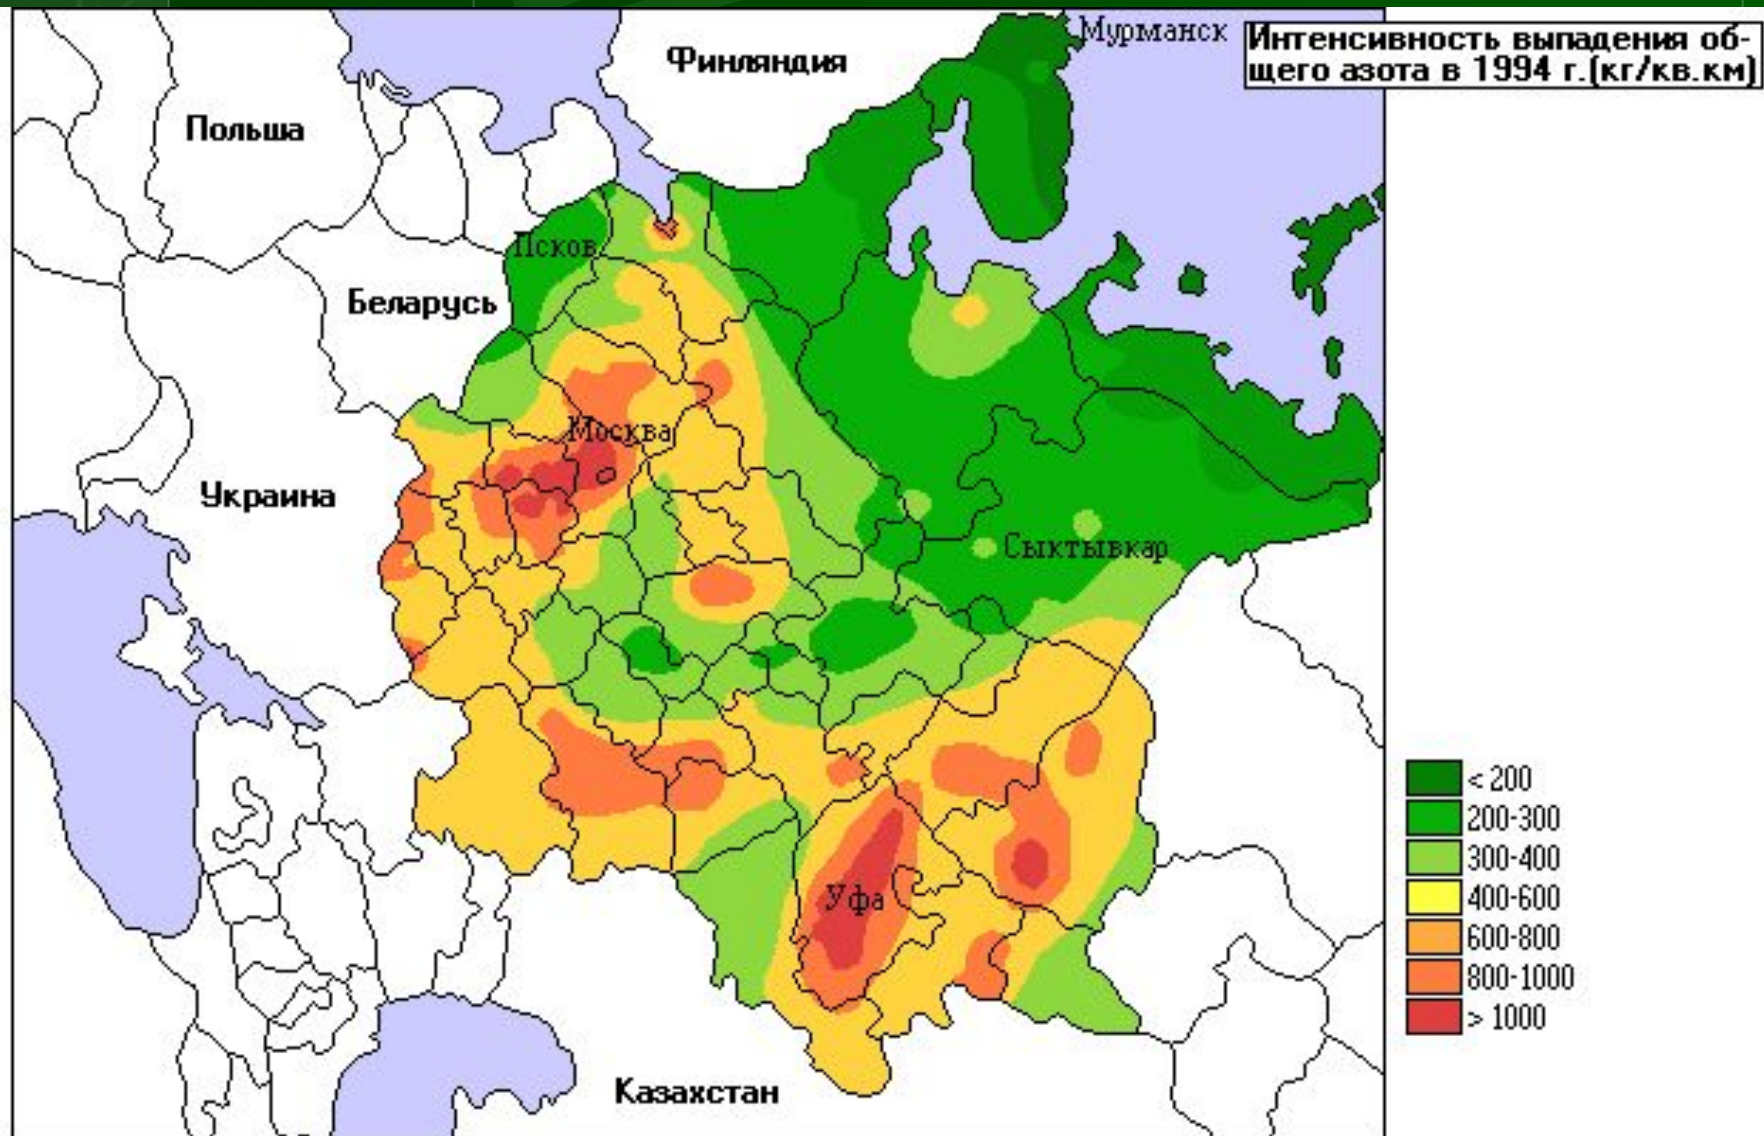 Мурманск
Интенсивность выпадения об-
щего азота в 1994 г.(кг/кв.км)
Финляндия
Польша
Псков
Беларусь
Москва
Украина
Сыктывкар
< 200
200-300
300-400
400-600
600-800
800-1000
> 1000
Уфа
Казахстан